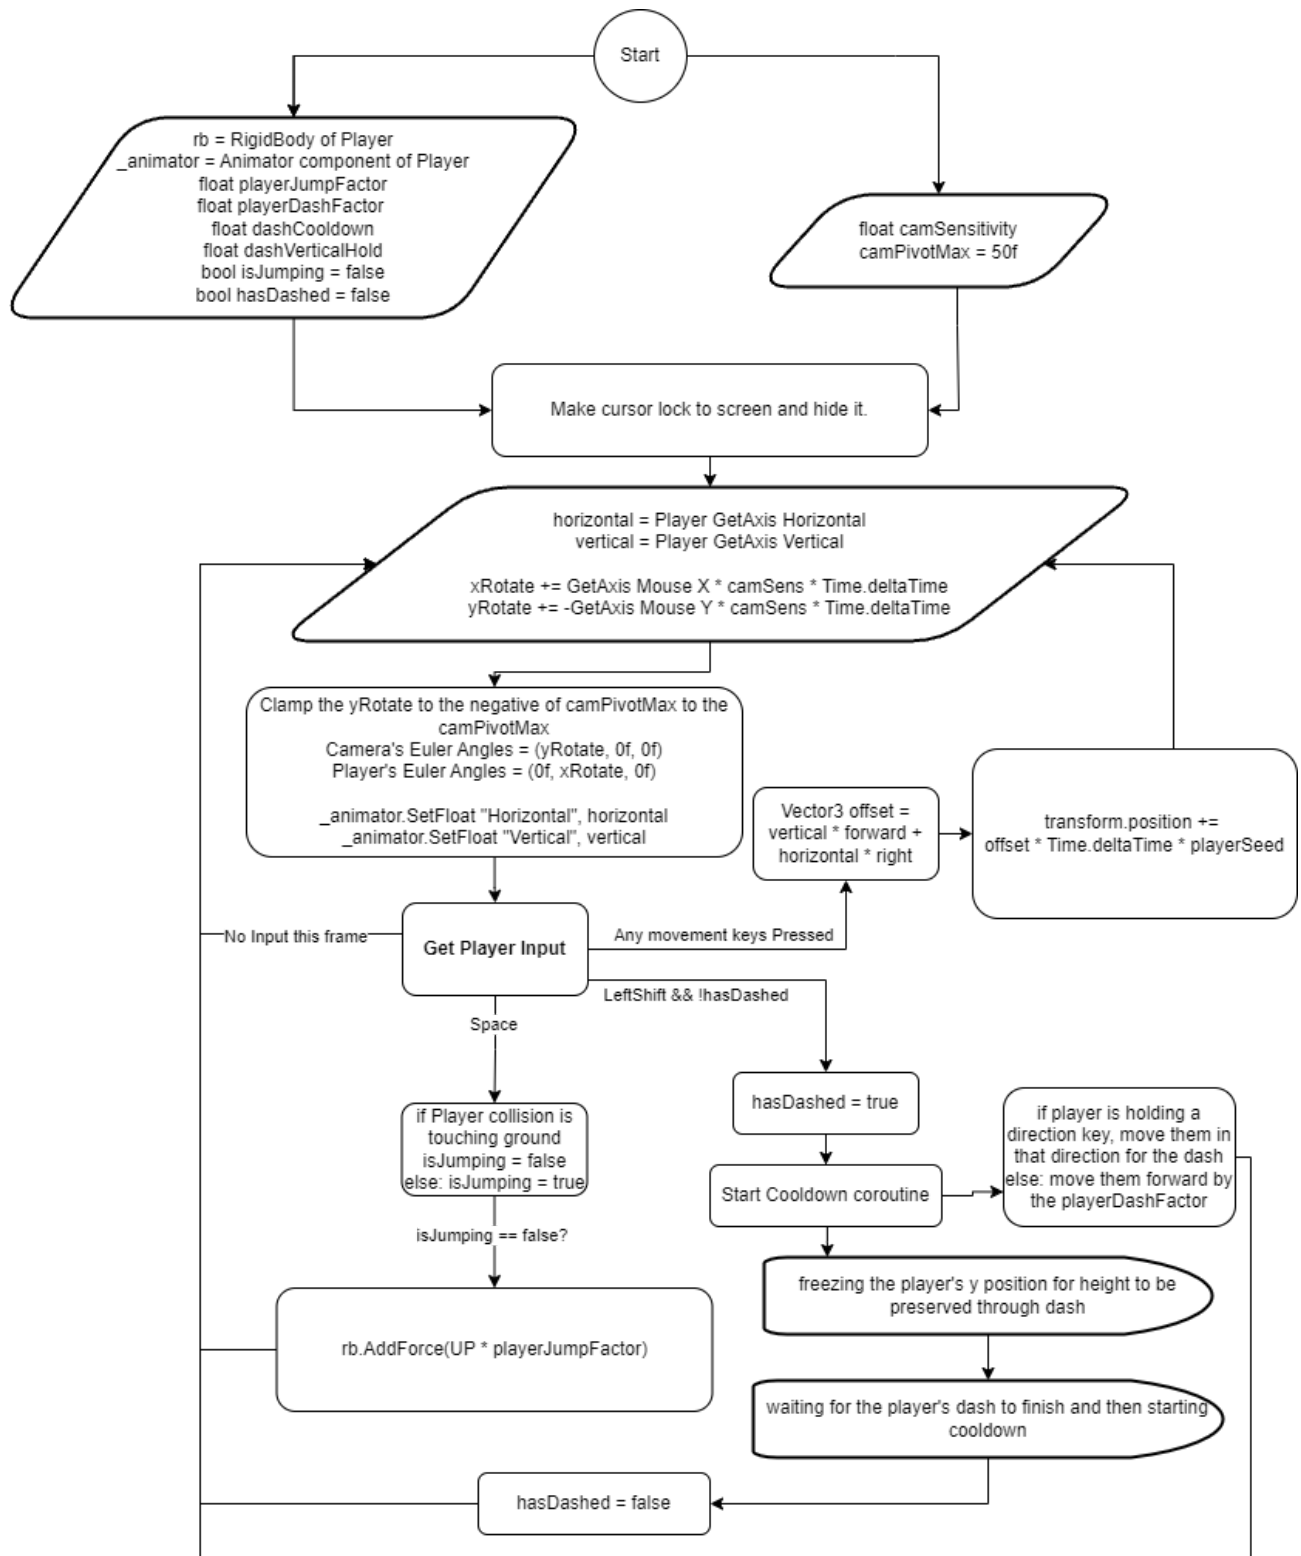 Start
rb = RigidBody of Player
_animator = Animator component of Player
float playerJumpFactor
float playerDashFactor
float dashCooldown
float dashVerticalHold
bool isJumping = false
bool hasDashed = false
float camSensitivity
camPivotMax = 50f
Make cursor lock to screen and hide it.
horizontal = Player GetAxis Horizontal
vertical = Player GetAxis Vertical
xRotate += GetAxis Mouse X * camSens * Time.deltaTime
yRotate += -GetAxis Mouse Y * camSens * Time.deltaTime
Clamp the yRotate to the negative of camPivotMax to the
camPivotMax
Camera's Euler Angles = (yRotate, 0f, 0f)
Player's Euler Angles = (0f, xRotate, 0f)
_animator.SetFloat "Horizontal", horizontal
_animator.SetFloat "Vertical", vertical
Vector3 offset =
vertical * forward +
horizontal * right
transform.position +=
offset * Time.deltaTime * playerSeed
No Input this frame
Get Player Input
Any movement keys Pressed
LeftShift && !hasDashed
Space
hasDashed = true
if Player collision is
touching ground
isJumping = false
else: isJumping = true
if player is holding a
direction key, move them in
that direction for the dash
else: move them forward by
the playerDashFactor
Start Cooldown coroutine
isJumping == false?
freezing the player's y position for height to be
preserved through dash
rb.AddForce(UP * playerJumpFactor)
waiting for the player's dash to finish and then starting
cooldown
hasDashed = false